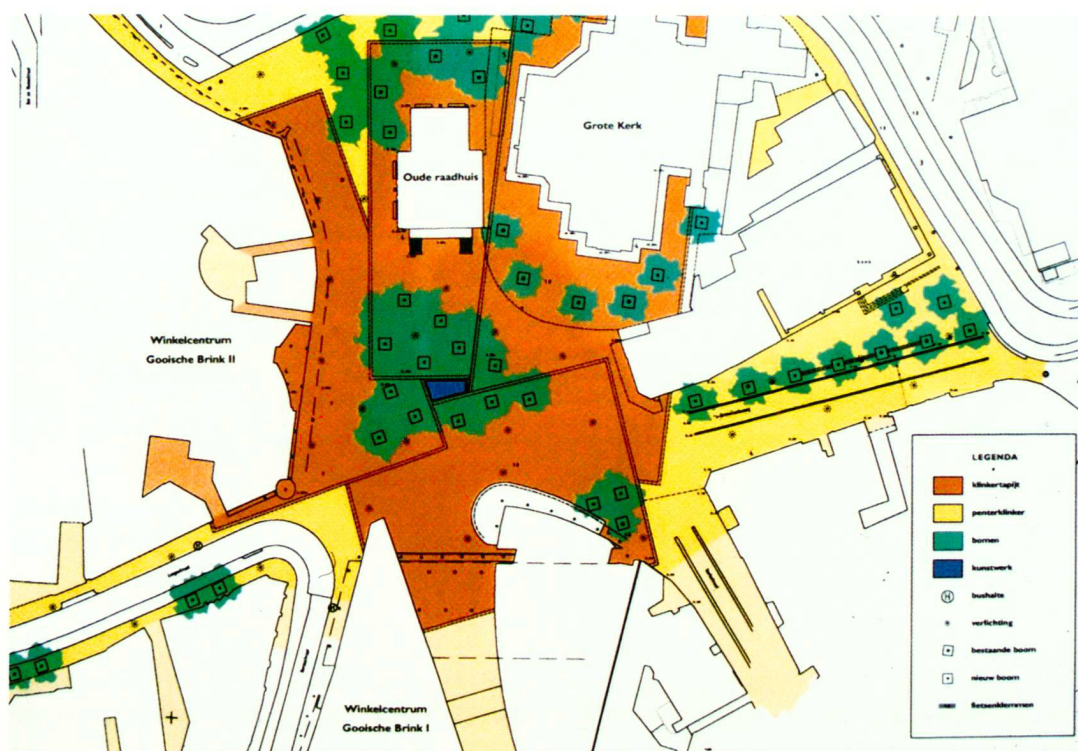 Grote Kerk
Oude raadhuis
Winkelcentrum
Gooische Brink II
Winkelcentrum
Gooische Brink I
LEGENDA
klinkertapijt
penterklinker
bomen
kunstwerk
H bushalte
verlichting
bestaande boom
nieuw boom
fietsenklemmen